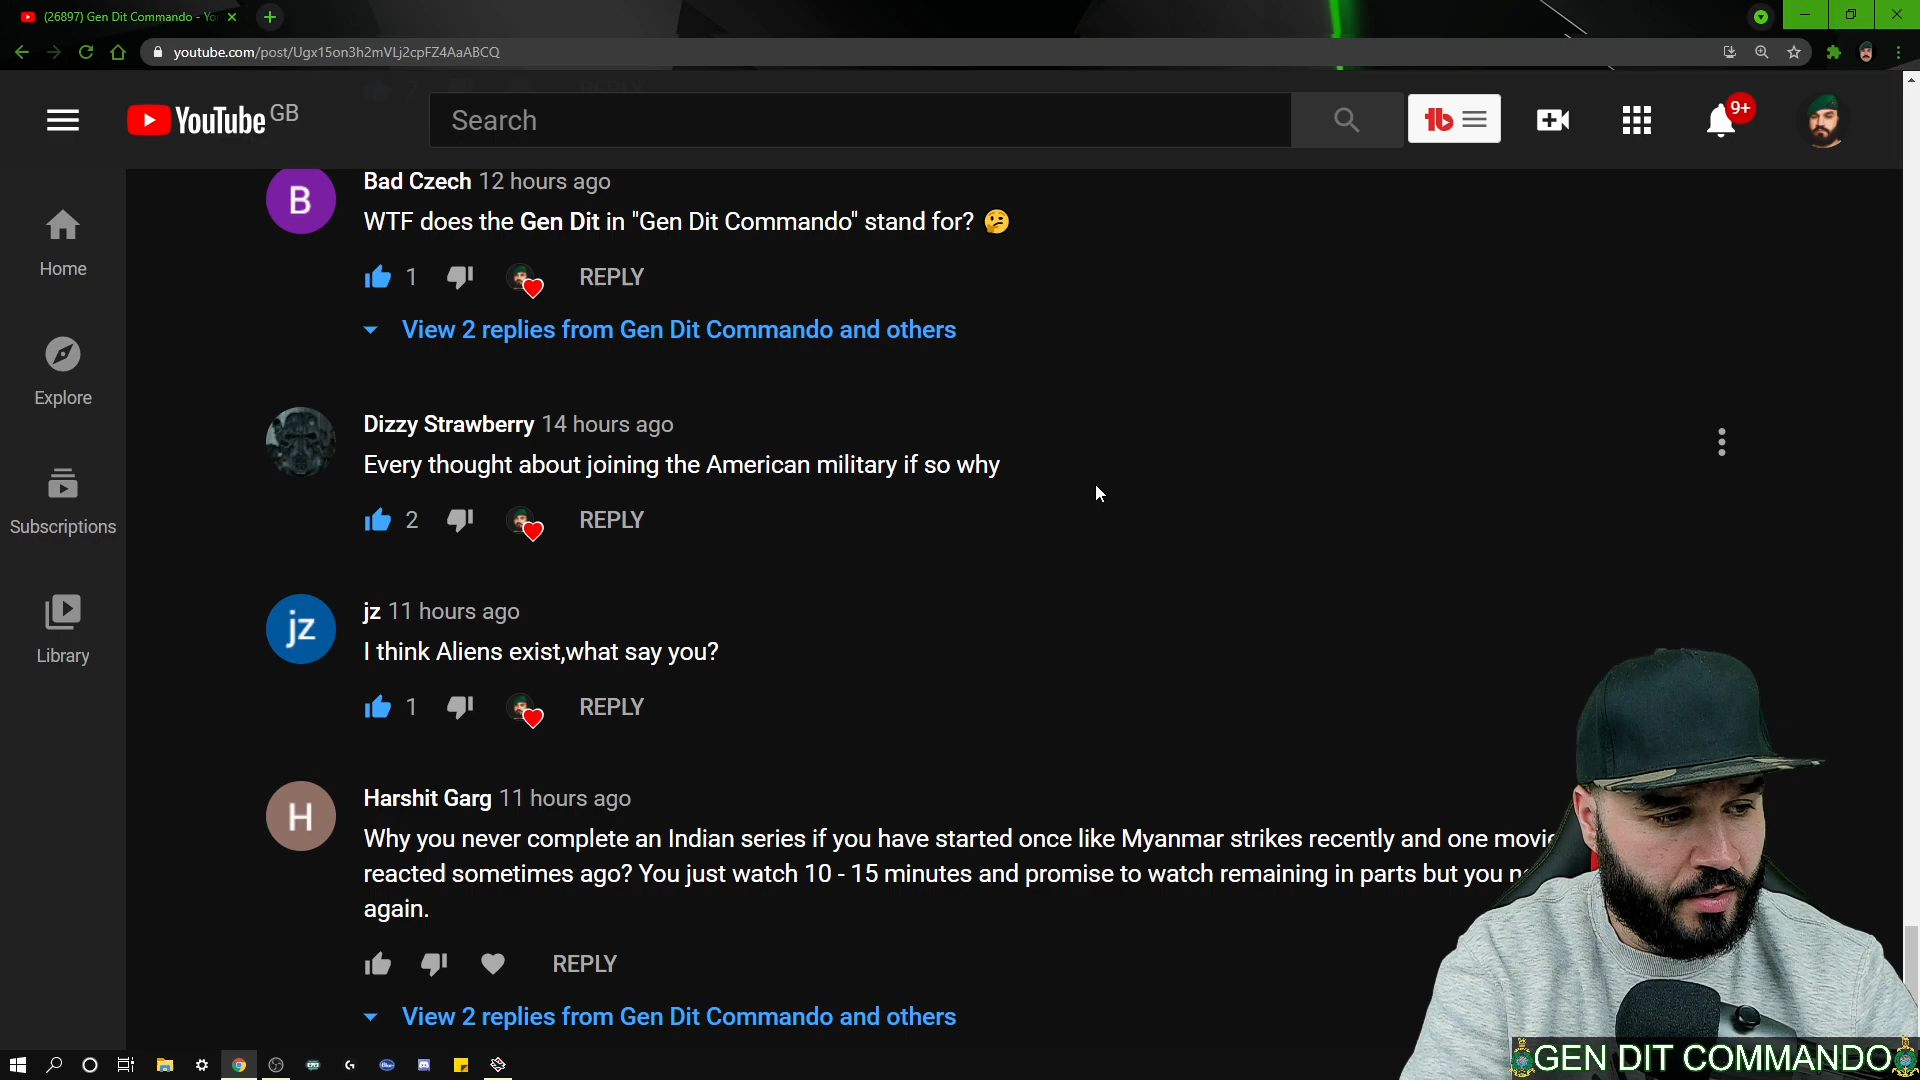 (26897) Gen Dit Commando - Yo
youtube.com/post/Ugx15on3h2mVLj2cpFZ4AaABCQ
YouTube GB
Search
tb
9+
Home
Explore
Subscriptions
Library
B
Bad Czech 12 hours ago
WTF does the Gen Dit in "Gen Dit Commando" stand for? 🤔
1 REPLY
View 2 replies from Gen Dit Commando and others
Dizzy Strawberry 14 hours ago
Every thought about joining the American military if so why
2 REPLY
jz
jz 11 hours ago
I think Aliens exist,what say you?
1 REPLY
H
Harshit Garg 11 hours ago
Why you never complete an Indian series if you have started once like Myanmar strikes recently and one movie
reacted sometimes ago? You just watch 10 - 15 minutes and promise to watch remaining in parts but you
again.
REPLY
View 2 replies from Gen Dit Commando and others
GEN DIT COMMANDO